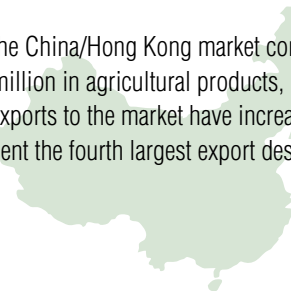 he China/Hong Kong market
million in agricultural products,
xports to the market have increa
ent the fourth largest export des